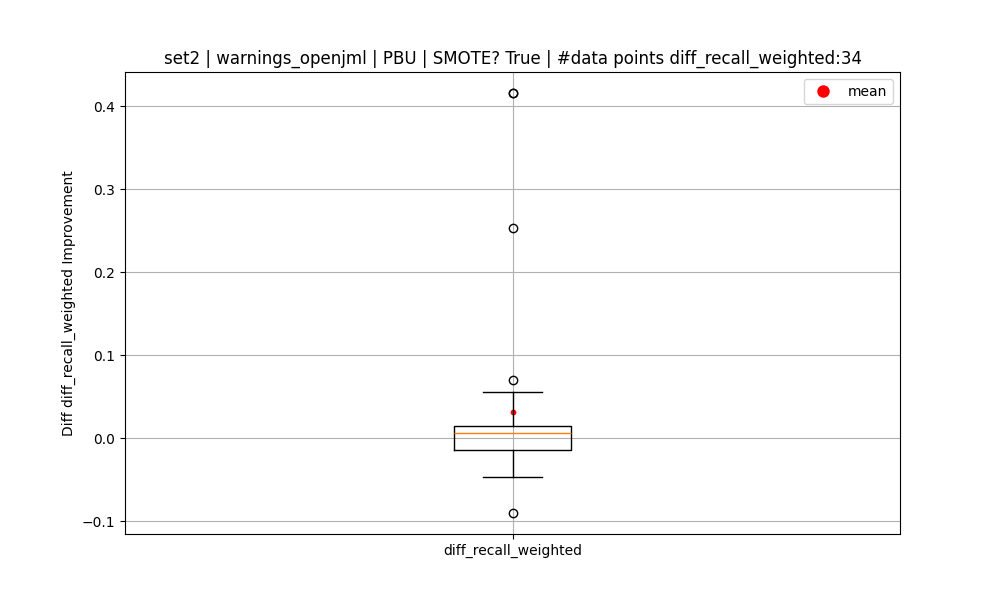 set2 | warnings_openjml | PBU | SMOTE? True | #data points diff_recall_weighted:34
mean
Diff diff_recall_weighted Improvement
0.4
0.3
0.2
0.1
0.0
−0.1
diff_recall_weighted